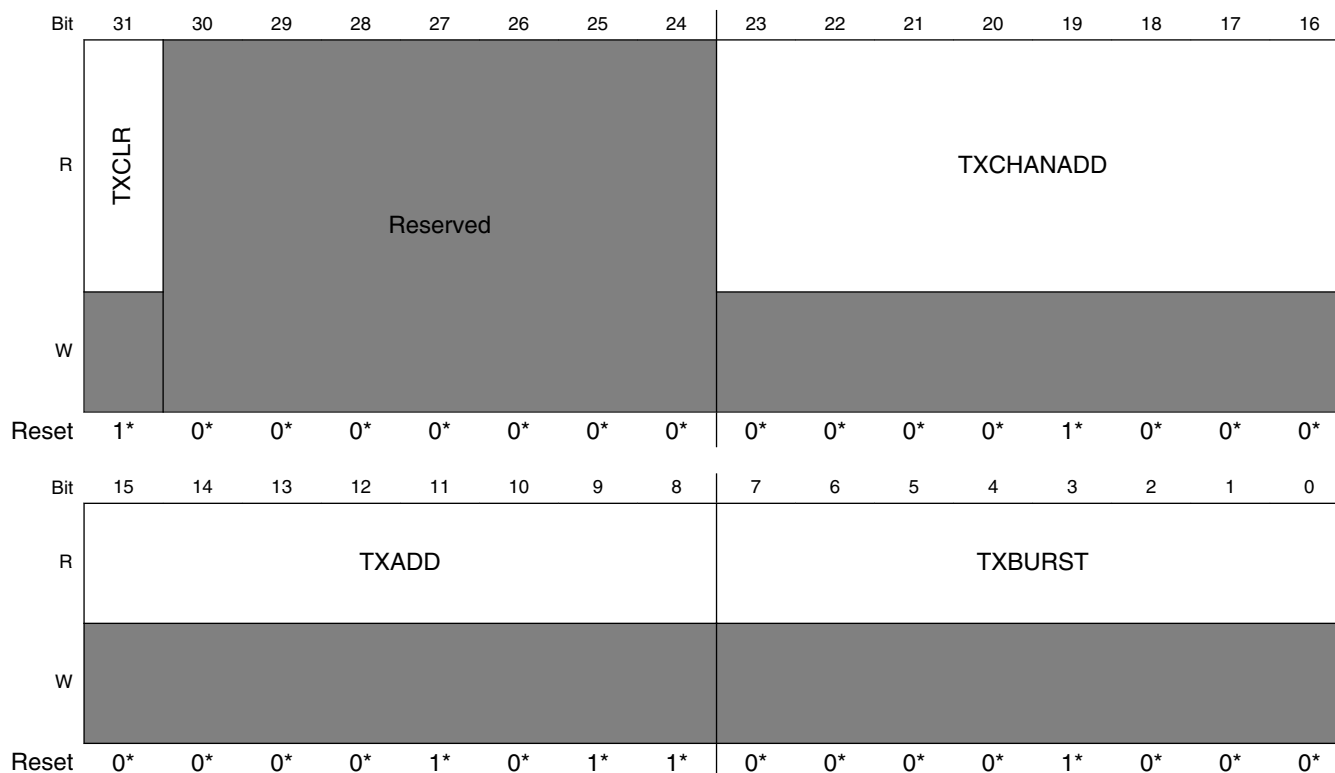 Bit 31 30 29 28 27 26 25 24 23 22 21 20 19 18 17 16
R TXCLR Reserved TXCHANADD
W
Reset 1* 0* 0* 0* 0* 0* 0* 0* 0* 0* 0* 0* 1* 0* 0* 0*
Bit 15 14 13 12 11 10 9 8 7 6 5 4 3 2 1 0
R TXADD TXBURST
W
Reset 0* 0* 0* 0* 1* 0* 1* 1* 0* 0* 0* 0* 1* 0* 0* 0*